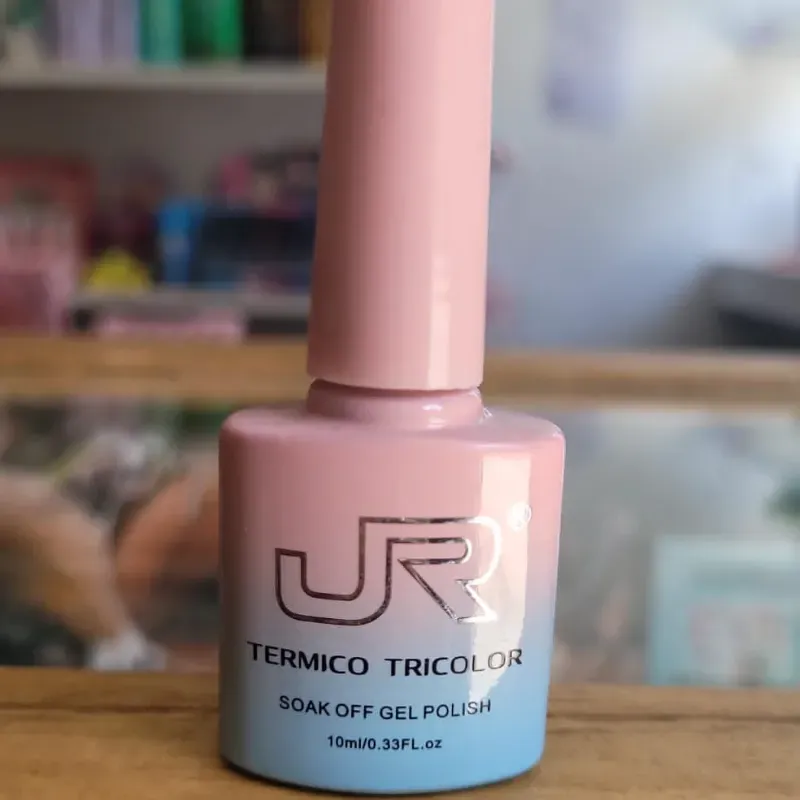 JR®
TERMICO TRICOLOR
SOAK OFF GEL POLISH
10ml/0.33FL.oz